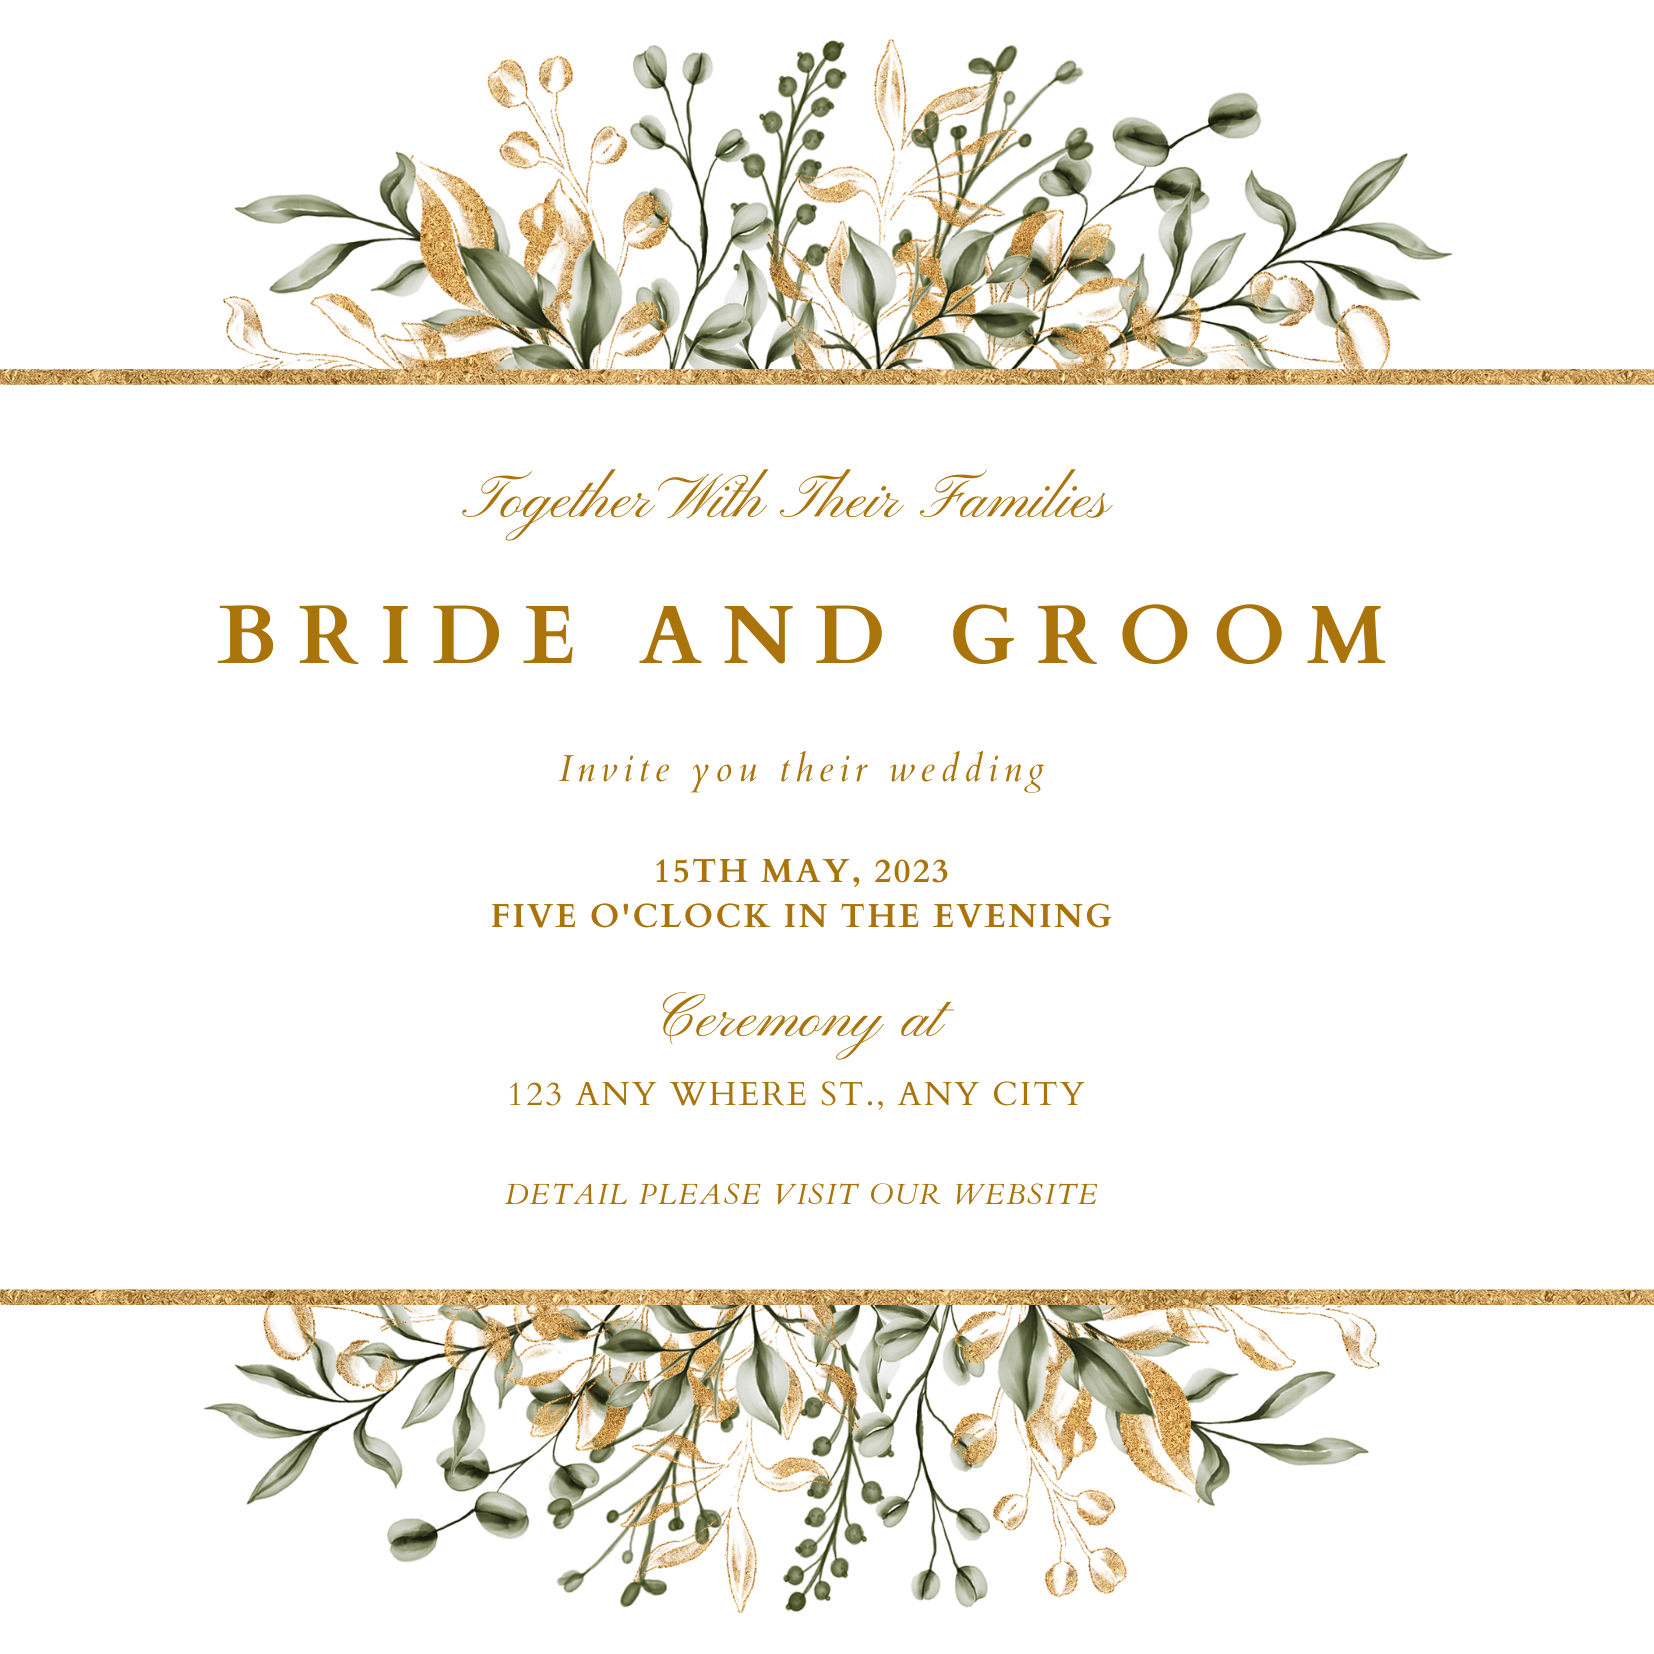 Together With Their Families
BRIDE AND GROOM
Invite you their wedding
15TH MAY, 2023
FIVE O'CLOCK IN THE EVENING
Ceremony at
123 ANY WHERE ST., ANY CITY
DETAIL PLEASE VISIT OUR WEBSITE